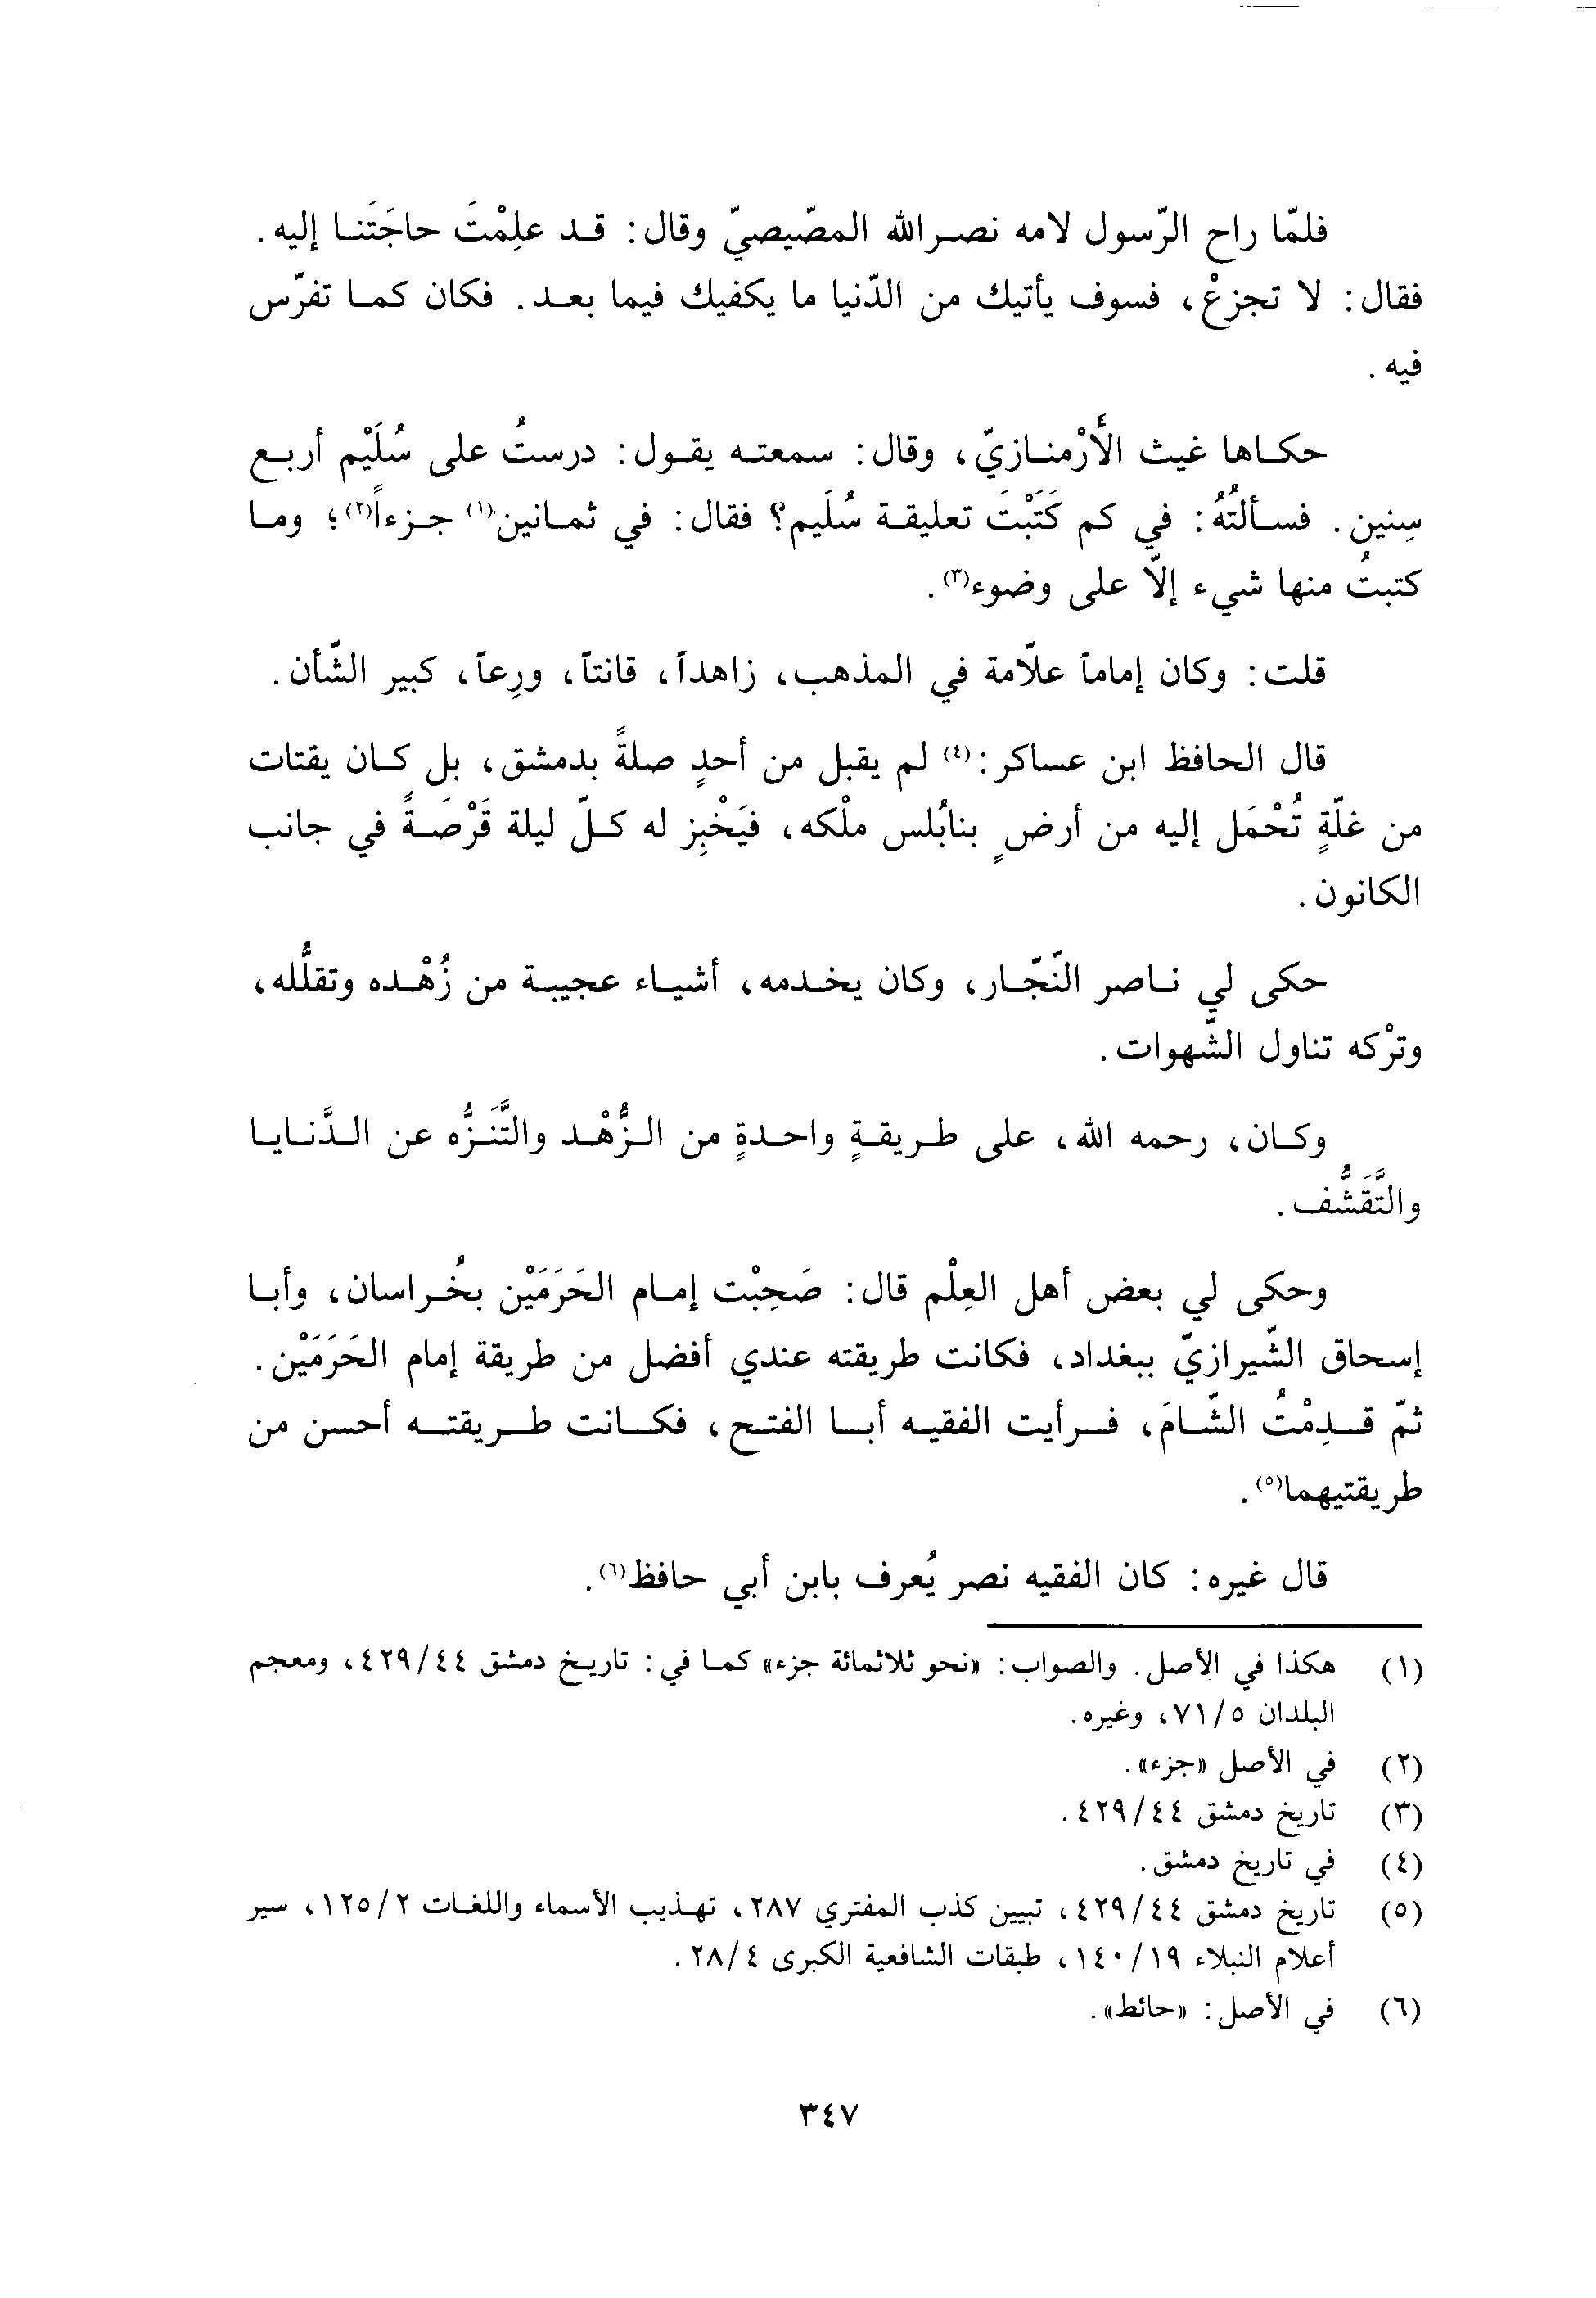 فلمّا راح الرّسول لامه نصر الله المصّيصيّ وقال: قد علِمْتَ حاجَتَنا إليه.
فقال: لا تجزعْ، فسوف يأتيك من الدّنيا ما يكفيك فيما بعد. فكان كما تفرّس
فيه.
حكاها غيث الأَرْمنازيّ، وقال: سمعته يقول: درستُ على سُلَيْم أربع
سِنين. فسألتُهُ: في كم كَتَبْتَ تعليقة سُلَيم؟ فقال: في ثمانين(١) جزءاً(٢)؛ وما
كتبتُ منها شيء إلاّ على وضوء(٣).
قلت: وكان إماماً علاّمة في المذهب، زاهداً، قانتاً، ورِعاً، كبير الشّأن.
قال الحافظ ابن عساكر:(٤) لم يقبل من أحدٍ صلةً بدمشق، بل كان يقتات
من غلّةٍ تُحْمَل إليه من أرضٍ بنابُلس ملْكه، فيَخْبِز له كلّ ليلة قَرْصَةً في جانب
الكانون.
حكى لي ناصر النّجّار، وكان يخدمه، أشياء عجيبة من زُهْده وتقلُّله،
وترْكه تناول الشّهوات.
وكان، رحمه الله، على طريقةٍ واحدةٍ من الزُّهْد والتَّنَزُّه عن الدَّنايا
والتَّقَشُّف.
وحكى لي بعض أهل العِلْم قال: صَحِبْت إمام الحَرَمَيْن بخُراسان، وأبا
إسحاق الشّيرازيّ ببغداد، فكانت طريقته عندي أفضل من طريقة إمام الحَرَمَيْن.
ثمّ قدِمْتُ الشّامَ، فرأيت الفقيه أبا الفتح، فكانت طريقته أحسن من
طريقتيهما(٥).
قال غيره: كان الفقيه نصر يُعرف بابن أبي حافظ(٦).
(١) هكذا في الأصل. والصواب: «نحو ثلاثمائة جزء» كما في: تاريخ دمشق ٤٢٩/٤٤، ومعجم
البلدان ٧١/٥، وغيره.
(٢) في الأصل «جزء».
(٣) تاريخ دمشق ٤٢٩/٤٤.
(٤) في تاريخ دمشق.
(٥) تاريخ دمشق ٤٢٩/٤٤، تبيين كذب المفتري ٢٨٧، تهذيب الأسماء واللغات ١٢٥/٢، سير
أعلام النبلاء ١٤٠/١٩، طبقات الشافعية الكبرى ٢٨/٤.
(٦) في الأصل: «حائط».
٣٤٧